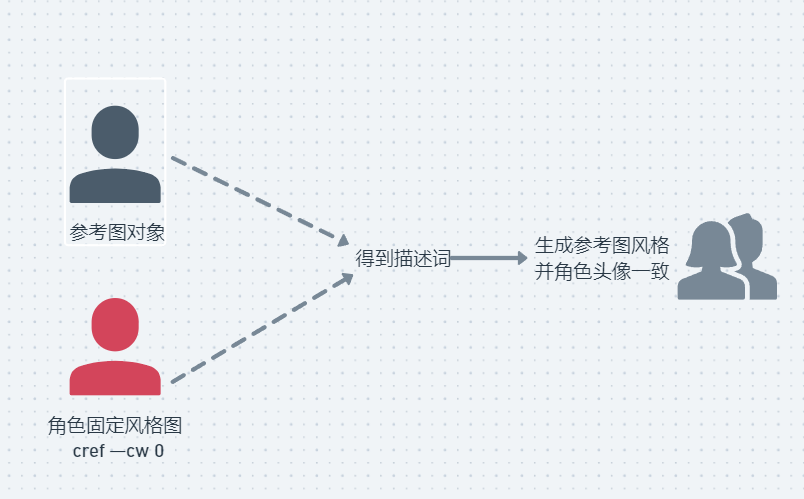 参考图对象
得到描述词
生成参考图风格
并角色头像一致
角色固定风格图
cref —cw 0